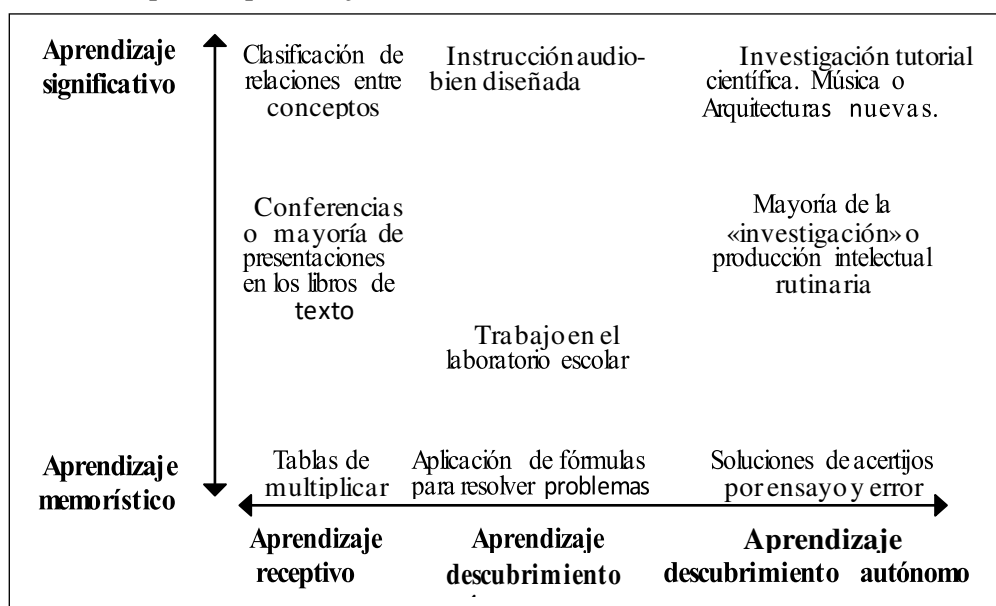 Aprendizaje
significativo
Clasificación de
relaciones entre
conceptos
Instrucción audio-
bien diseñada
Investigación tutorial
científica. Música o
Arquitecturas nuevas.
Conferencias
o mayoría de
presentaciones
en los libros de
texto
Mayoría de la
«investigación» o
producción intelectual
rutinaria
Trabajo en el
laboratorio escolar
Aprendizaje
memorístico
Tablas de
multiplicar
Aplicación de fórmulas
para resolver problemas
Soluciones de acertijos
por ensayo y error
Aprendizaje
receptivo
Aprendizaje
descubrimiento
Aprendizaje
descubrimiento autónomo